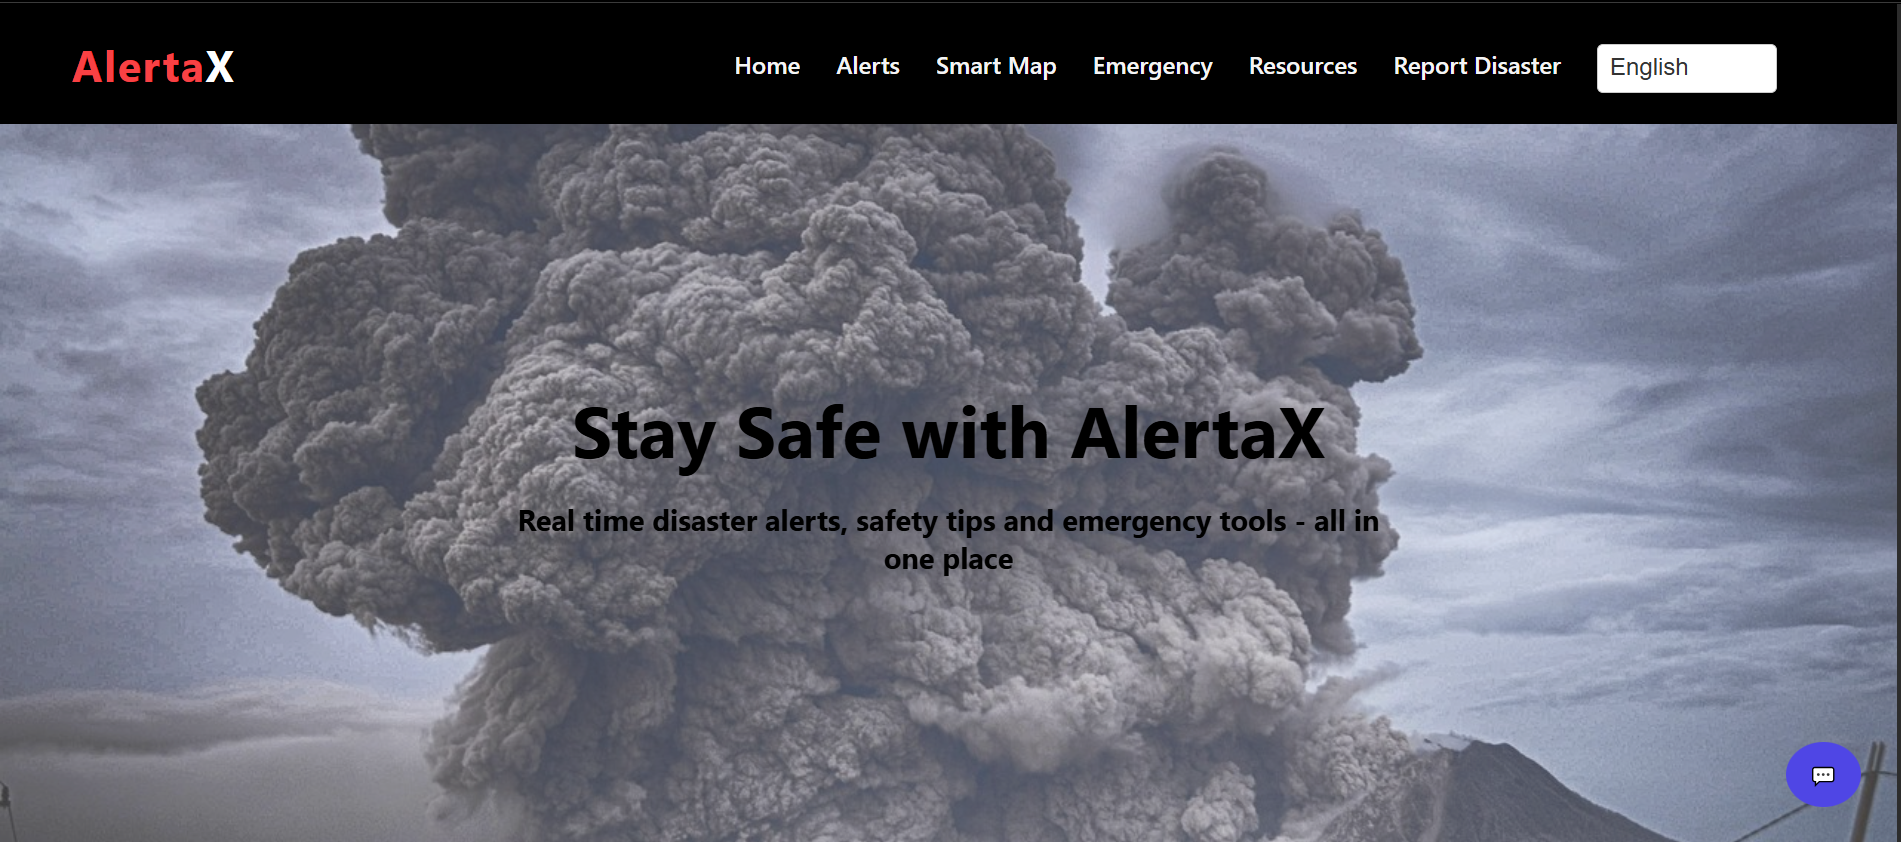 AlertaX
Home Alerts Smart Map Emergency Resources Report Disaster English
Stay Safe with AlertaX
Real time disaster alerts, safety tips and emergency tools - all in
one place